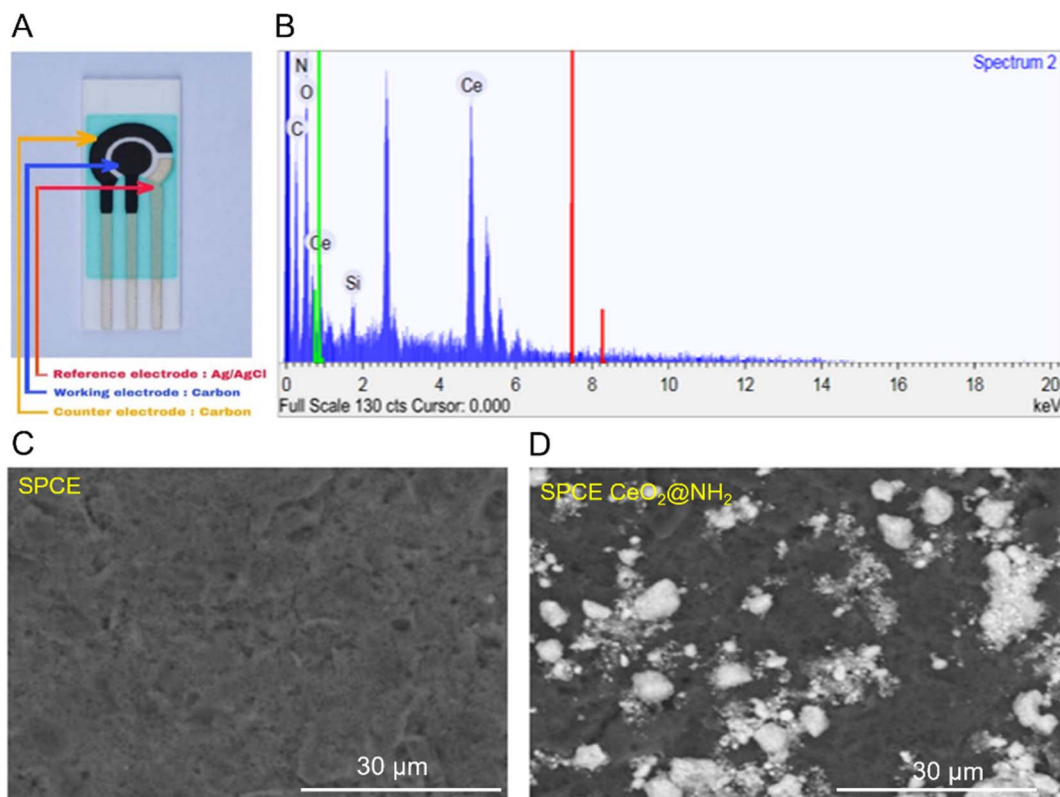 A
Reference electrode : Ag/AgCl
Working electrode : Carbon
Counter electrode : Carbon
B
Spectrum 2
N
O
C
Ce
Si
Ce
0 2 4 6 8 10 12 14 16 18 20
Full Scale 130 cts Cursor: 0.000
keV
C
SPCE
30 µm
D
SPCE CeO₂@NH₂
30 µm